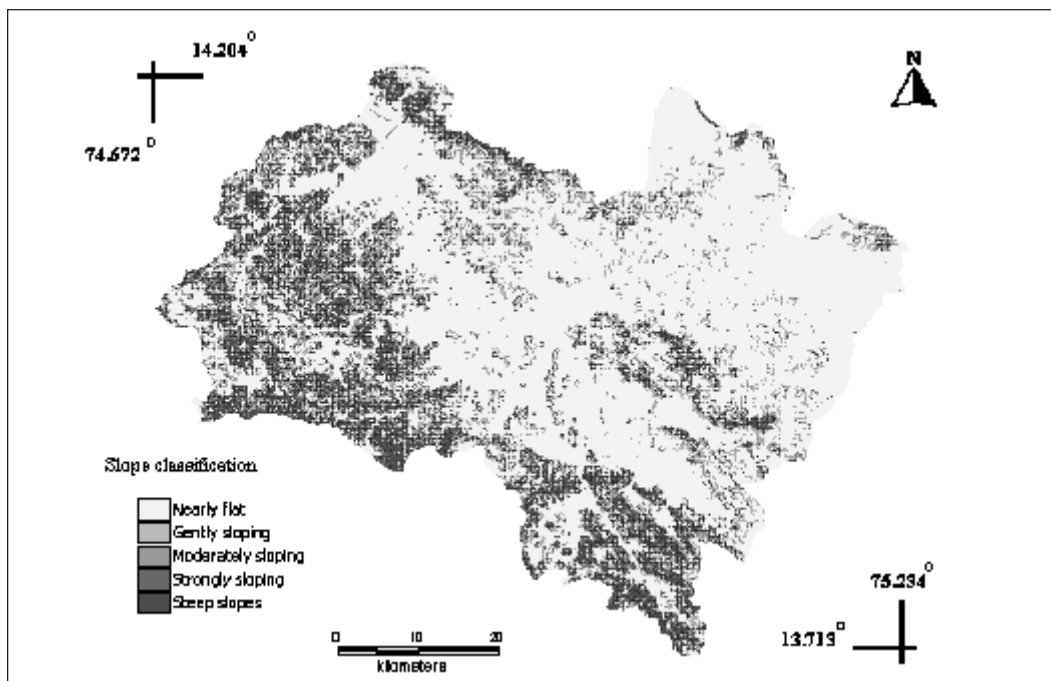 14.204°
74.672°
N
Slope classification
Nearly flat
Gently sloping
Moderately sloping
Strongly sloping
Steep slopes
0 10 20
kilometers
75.234°
13.713°